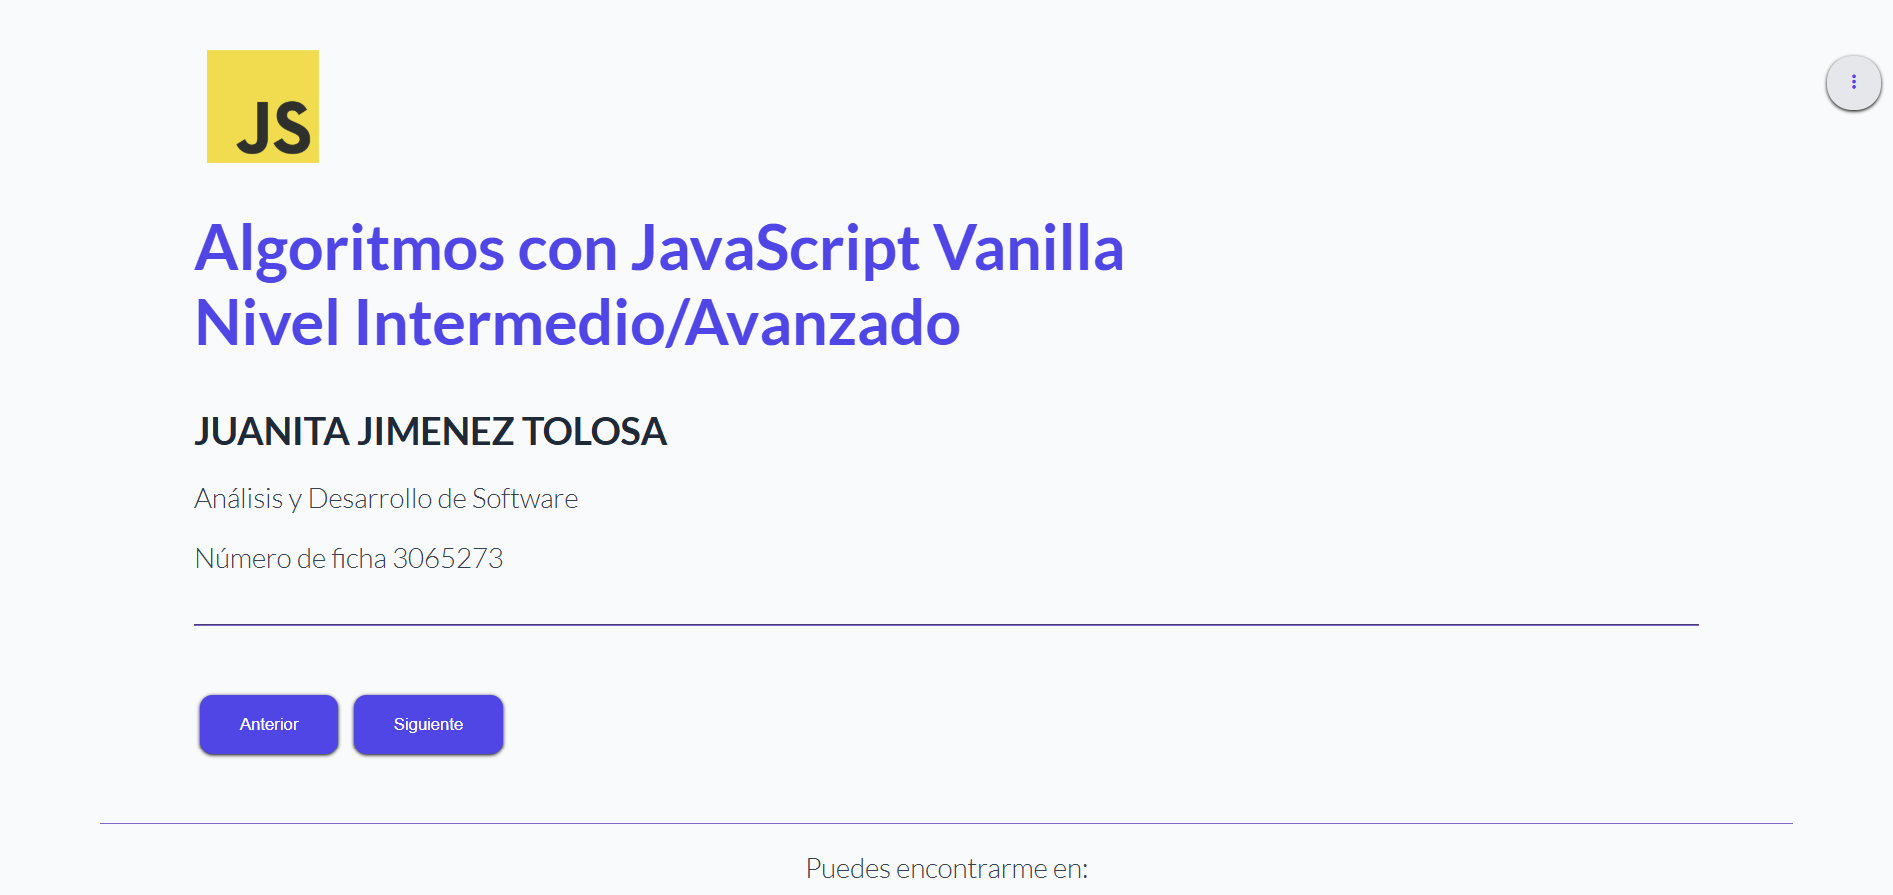 JS
Algoritmos con JavaScript Vanilla
Nivel Intermedio/Avanzado
JUANITA JIMENEZ TOLOSA
Análisis y Desarrollo de Software
Número de ficha 3065273
Anterior Siguiente
Puedes encontrarme en: